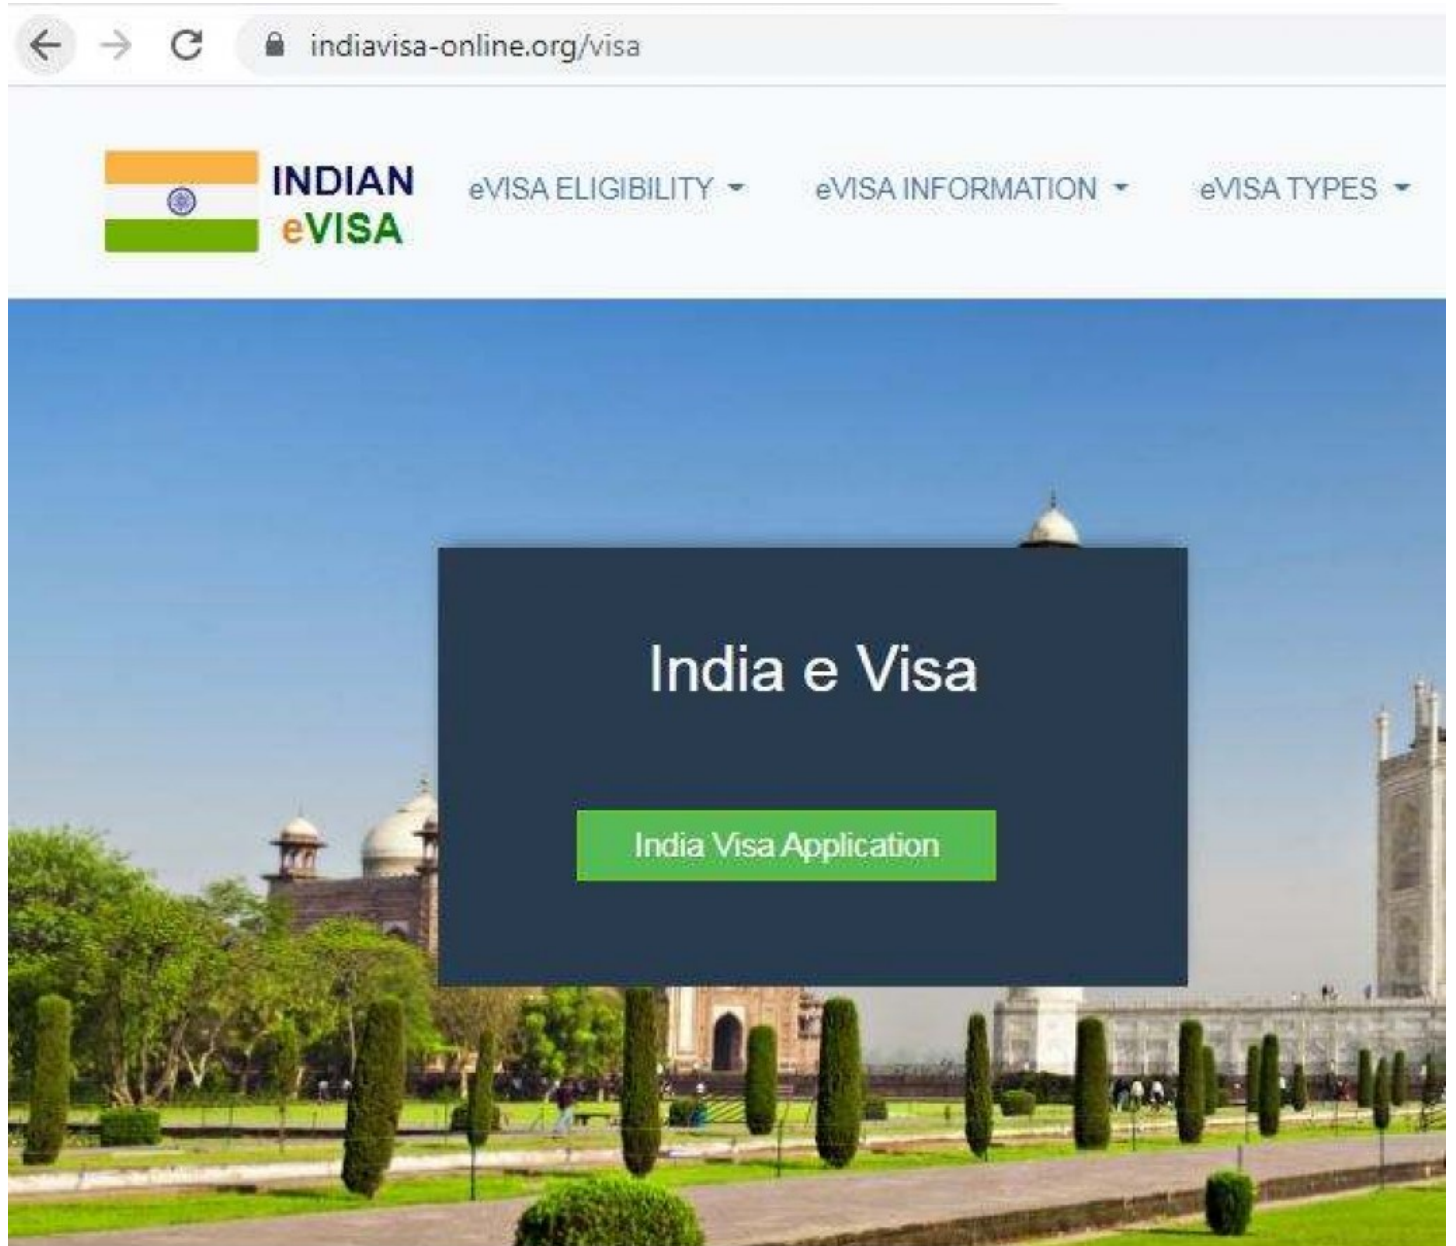 indiavisa-online.org/visa
INDIAN
eVISA
eVISA ELIGIBILITY
eVISA INFORMATION
eVISA TYPES
India e Visa
India Visa Application